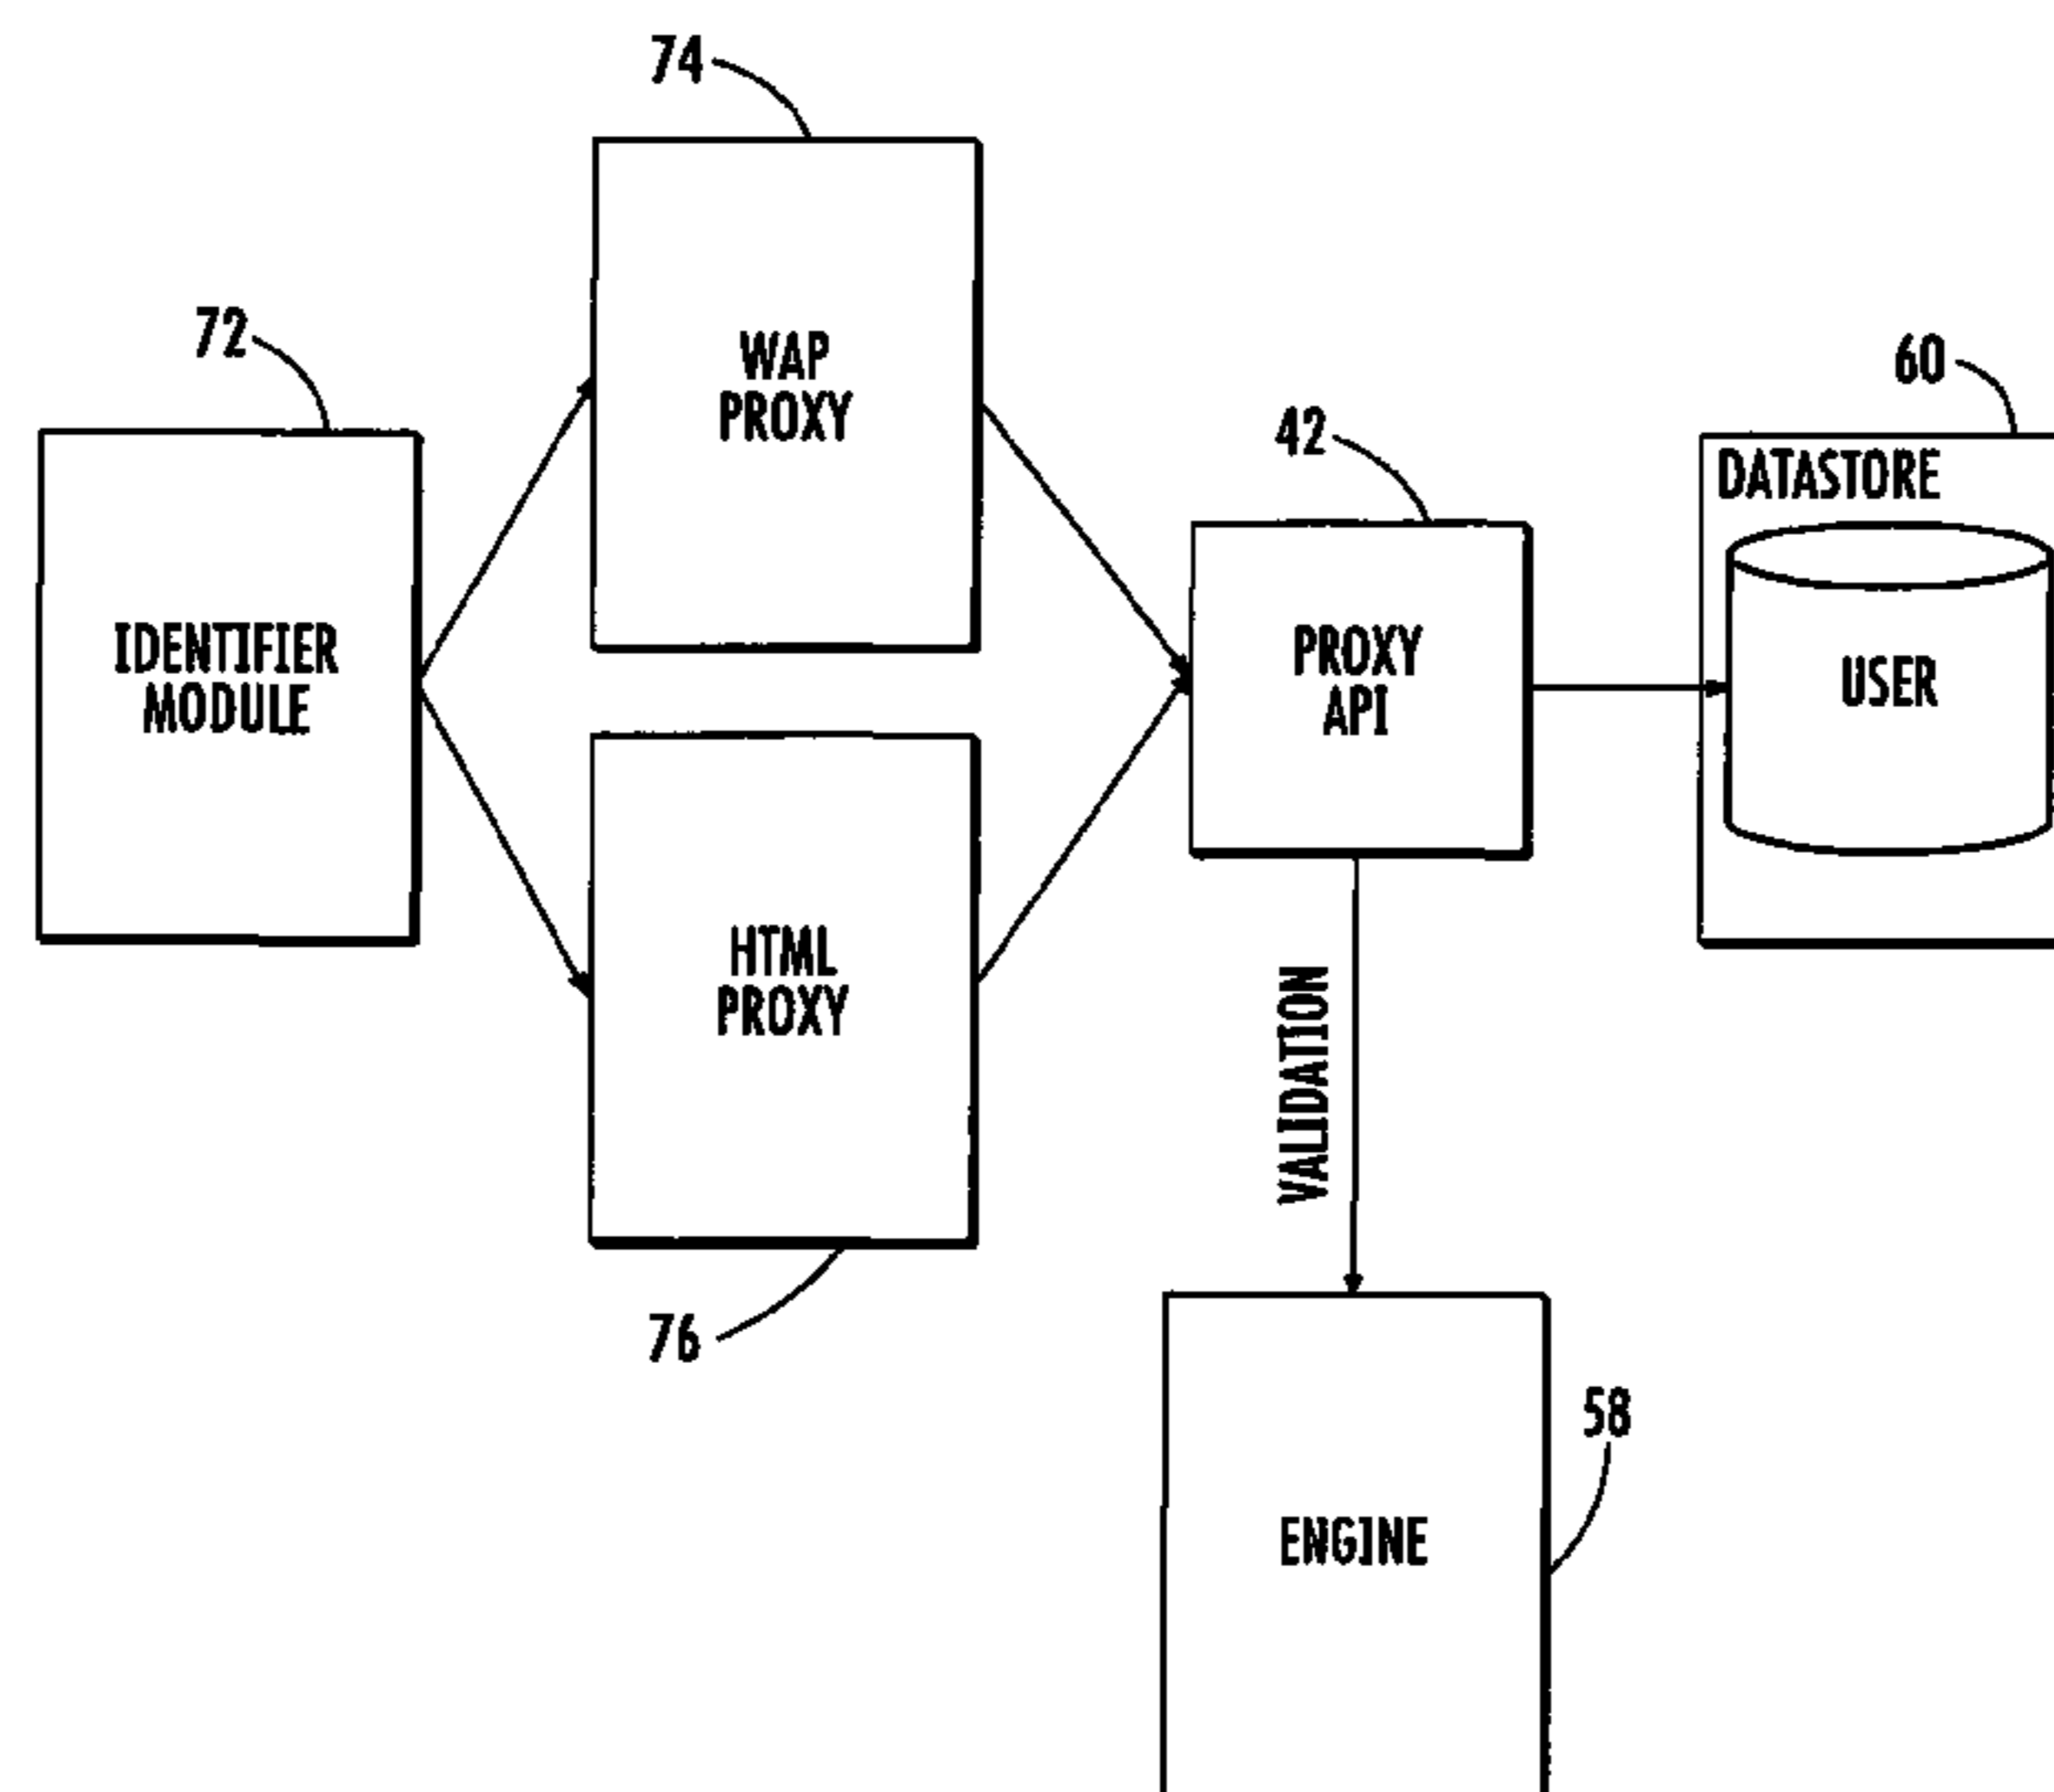 74
WAP
PROXY
72
IDENTIFIER
MODULE
42
PROXY
API
60
DATASTORE
USER
HTML
PROXY
76
VALIDATION
58
ENGINE